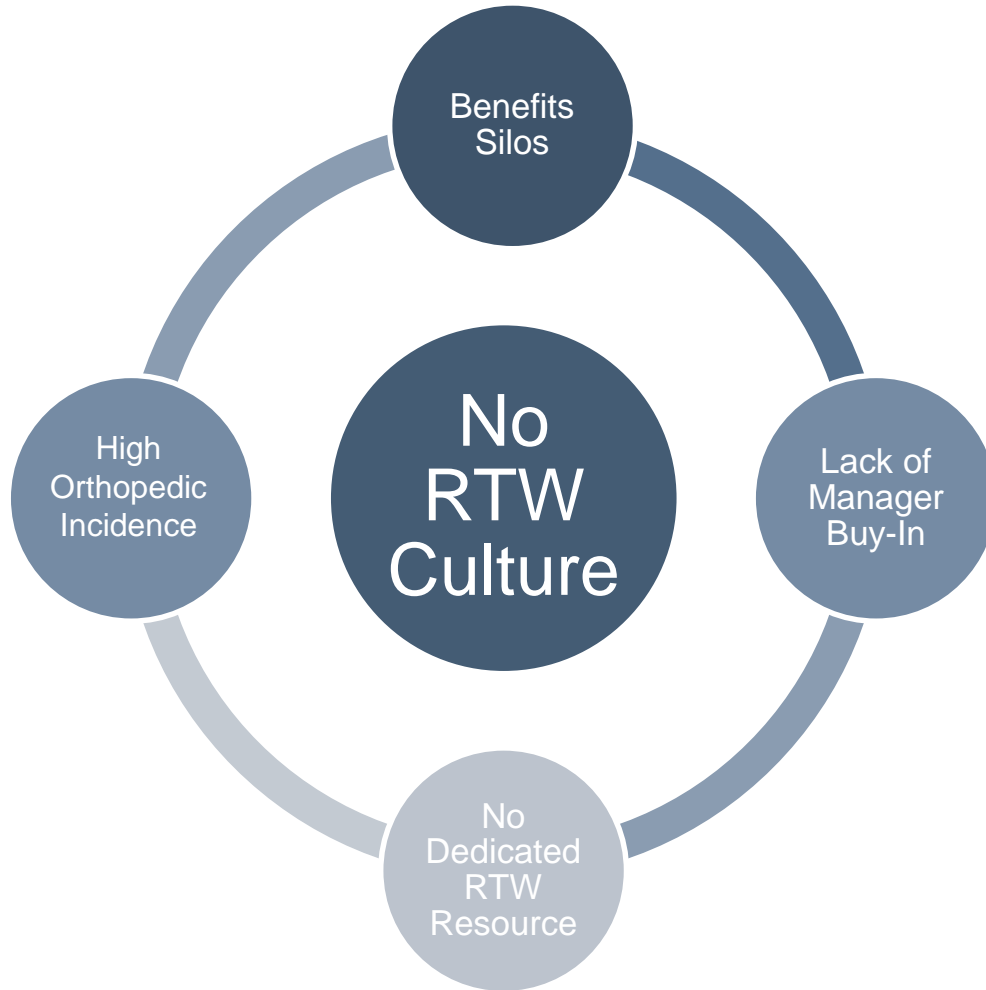 Benefits
Silos
No
RTW
Culture
High
Orthopedic
Incidence
Lack of
Manager
Buy-In
No
Dedicated
RTW
Resource